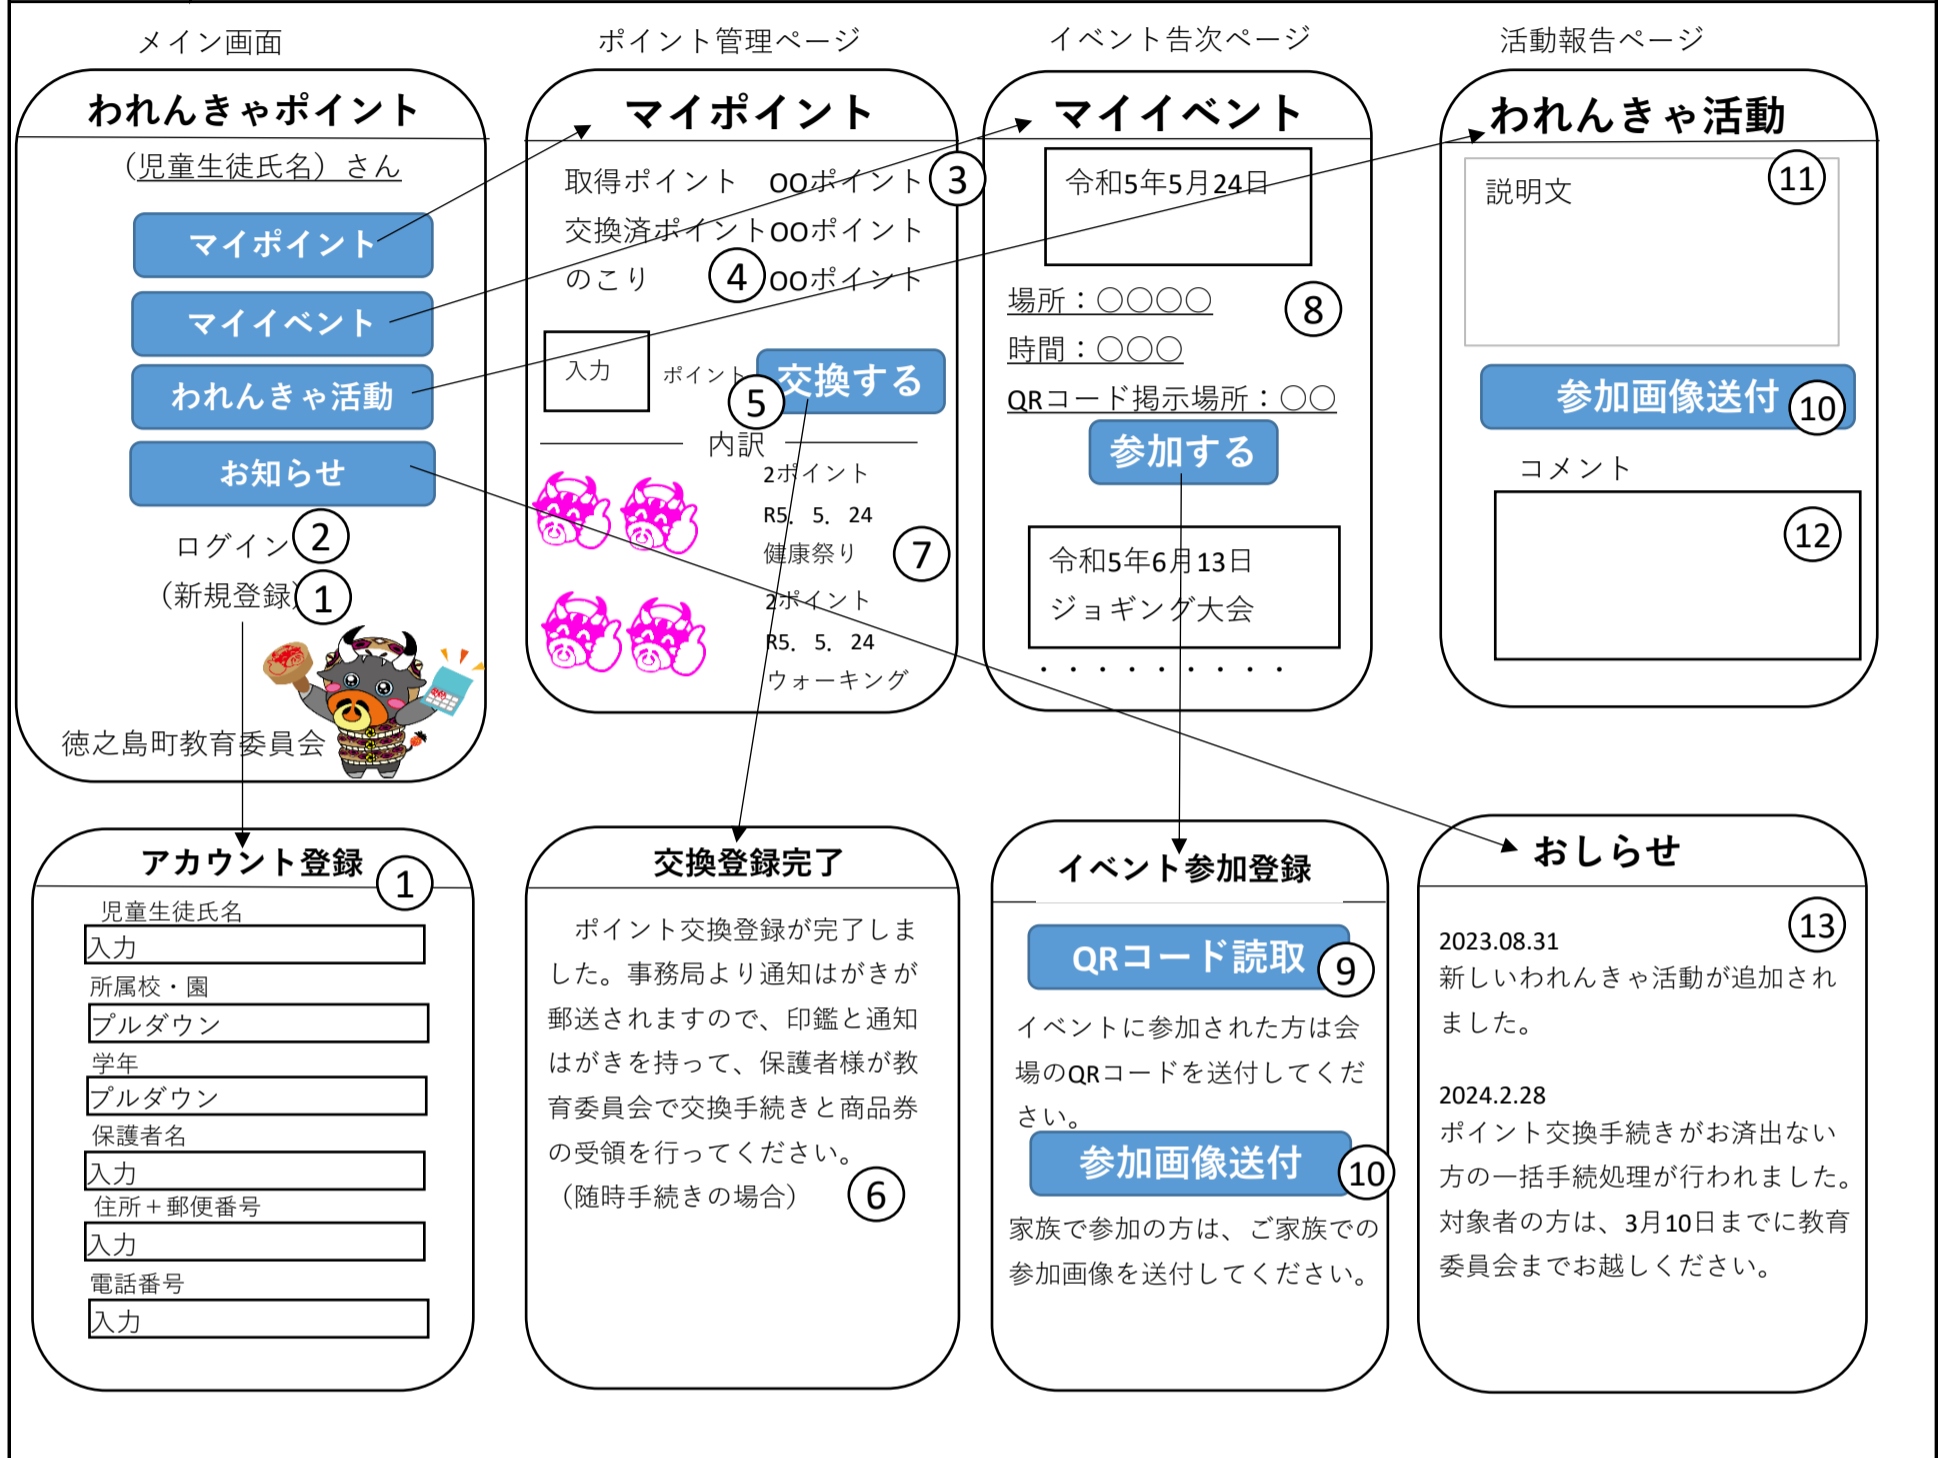 メイン画面
われんきゃポイント
（児童生徒氏名）さん
マイポイント
マイイベント
われんきゃ活動
お知らせ
ログイン ②
（新規登録） ①
徳之島町教育委員会
ポイント管理ページ
マイポイント
取得ポイント　〇〇ポイント ③
交換済ポイント〇〇ポイント
のこり ④ 〇〇ポイント
入力 ポイント ⑤ 交換する
内訳
2ポイント
R5. 5. 24
健康祭り ⑦
2ポイント
R5. 5. 24
ウォーキング
イベント告次ページ
マイイベント
令和5年5月24日
場所：〇〇〇〇 ⑧
時間：〇〇〇
QRコード掲示場所：〇〇
参加する
令和5年6月13日
ジョギング大会
・・・・・・・・・
活動報告ページ
われんきゃ活動
説明文 ⑪
参加画像送付 ⑩
コメント
⑫
アカウント登録 ①
児童生徒氏名
入力
所属校・園
プルダウン
学年
プルダウン
保護者名
入力
住所＋郵便番号
入力
電話番号
入力
交換登録完了
ポイント交換登録が完了しま
した。事務局より通知はがきが
郵送されますので、印鑑と通知
はがきを持って、保護者様が教
育委員会で交換手続きと商品券
の受領を行ってください。
（随時手続きの場合） ⑥
イベント参加登録
QRコード読取 ⑨
イベントに参加された方は会
場のQRコードを送付してくだ
さい。
参加画像送付 ⑩
家族で参加の方は、ご家族での
参加画像を送付してください。
おしらせ
⑬
2023.08.31
新しいわれんきゃ活動が追加され
ました。
2024.2.28
ポイント交換手続きがお済出ない
方の一括手続処理が行われました。
対象者の方は、3月10日までに教育
委員会までお越しください。